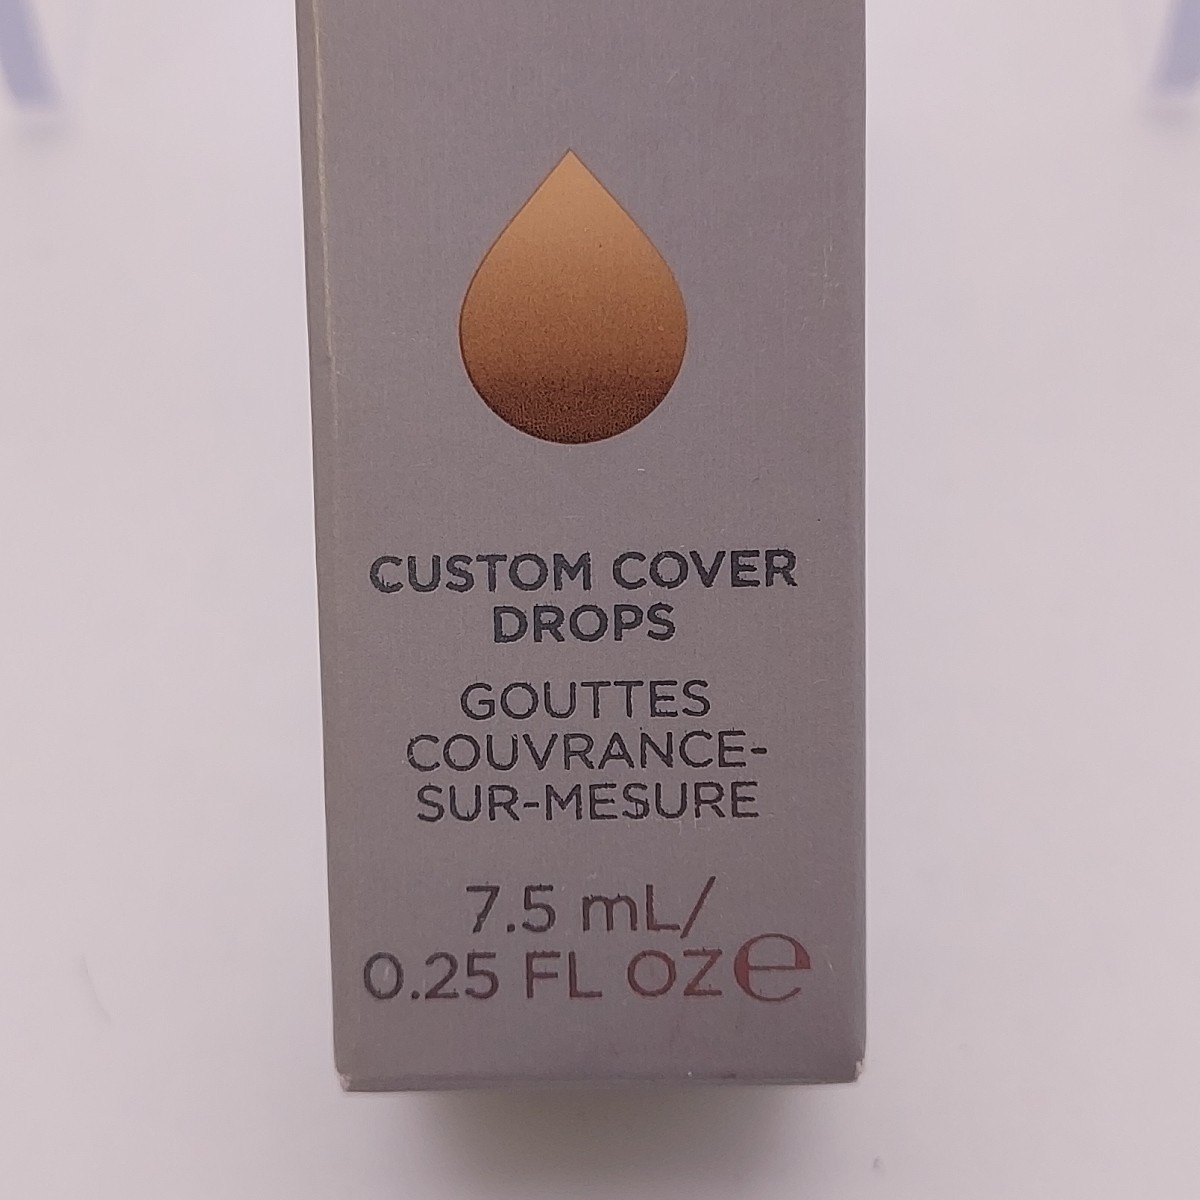 CUSTOM COVER
DROPS
GOUTTES
COUVRANCE-
SUR-MESURE
7.5 mL/
0.25 FL OZ ℮